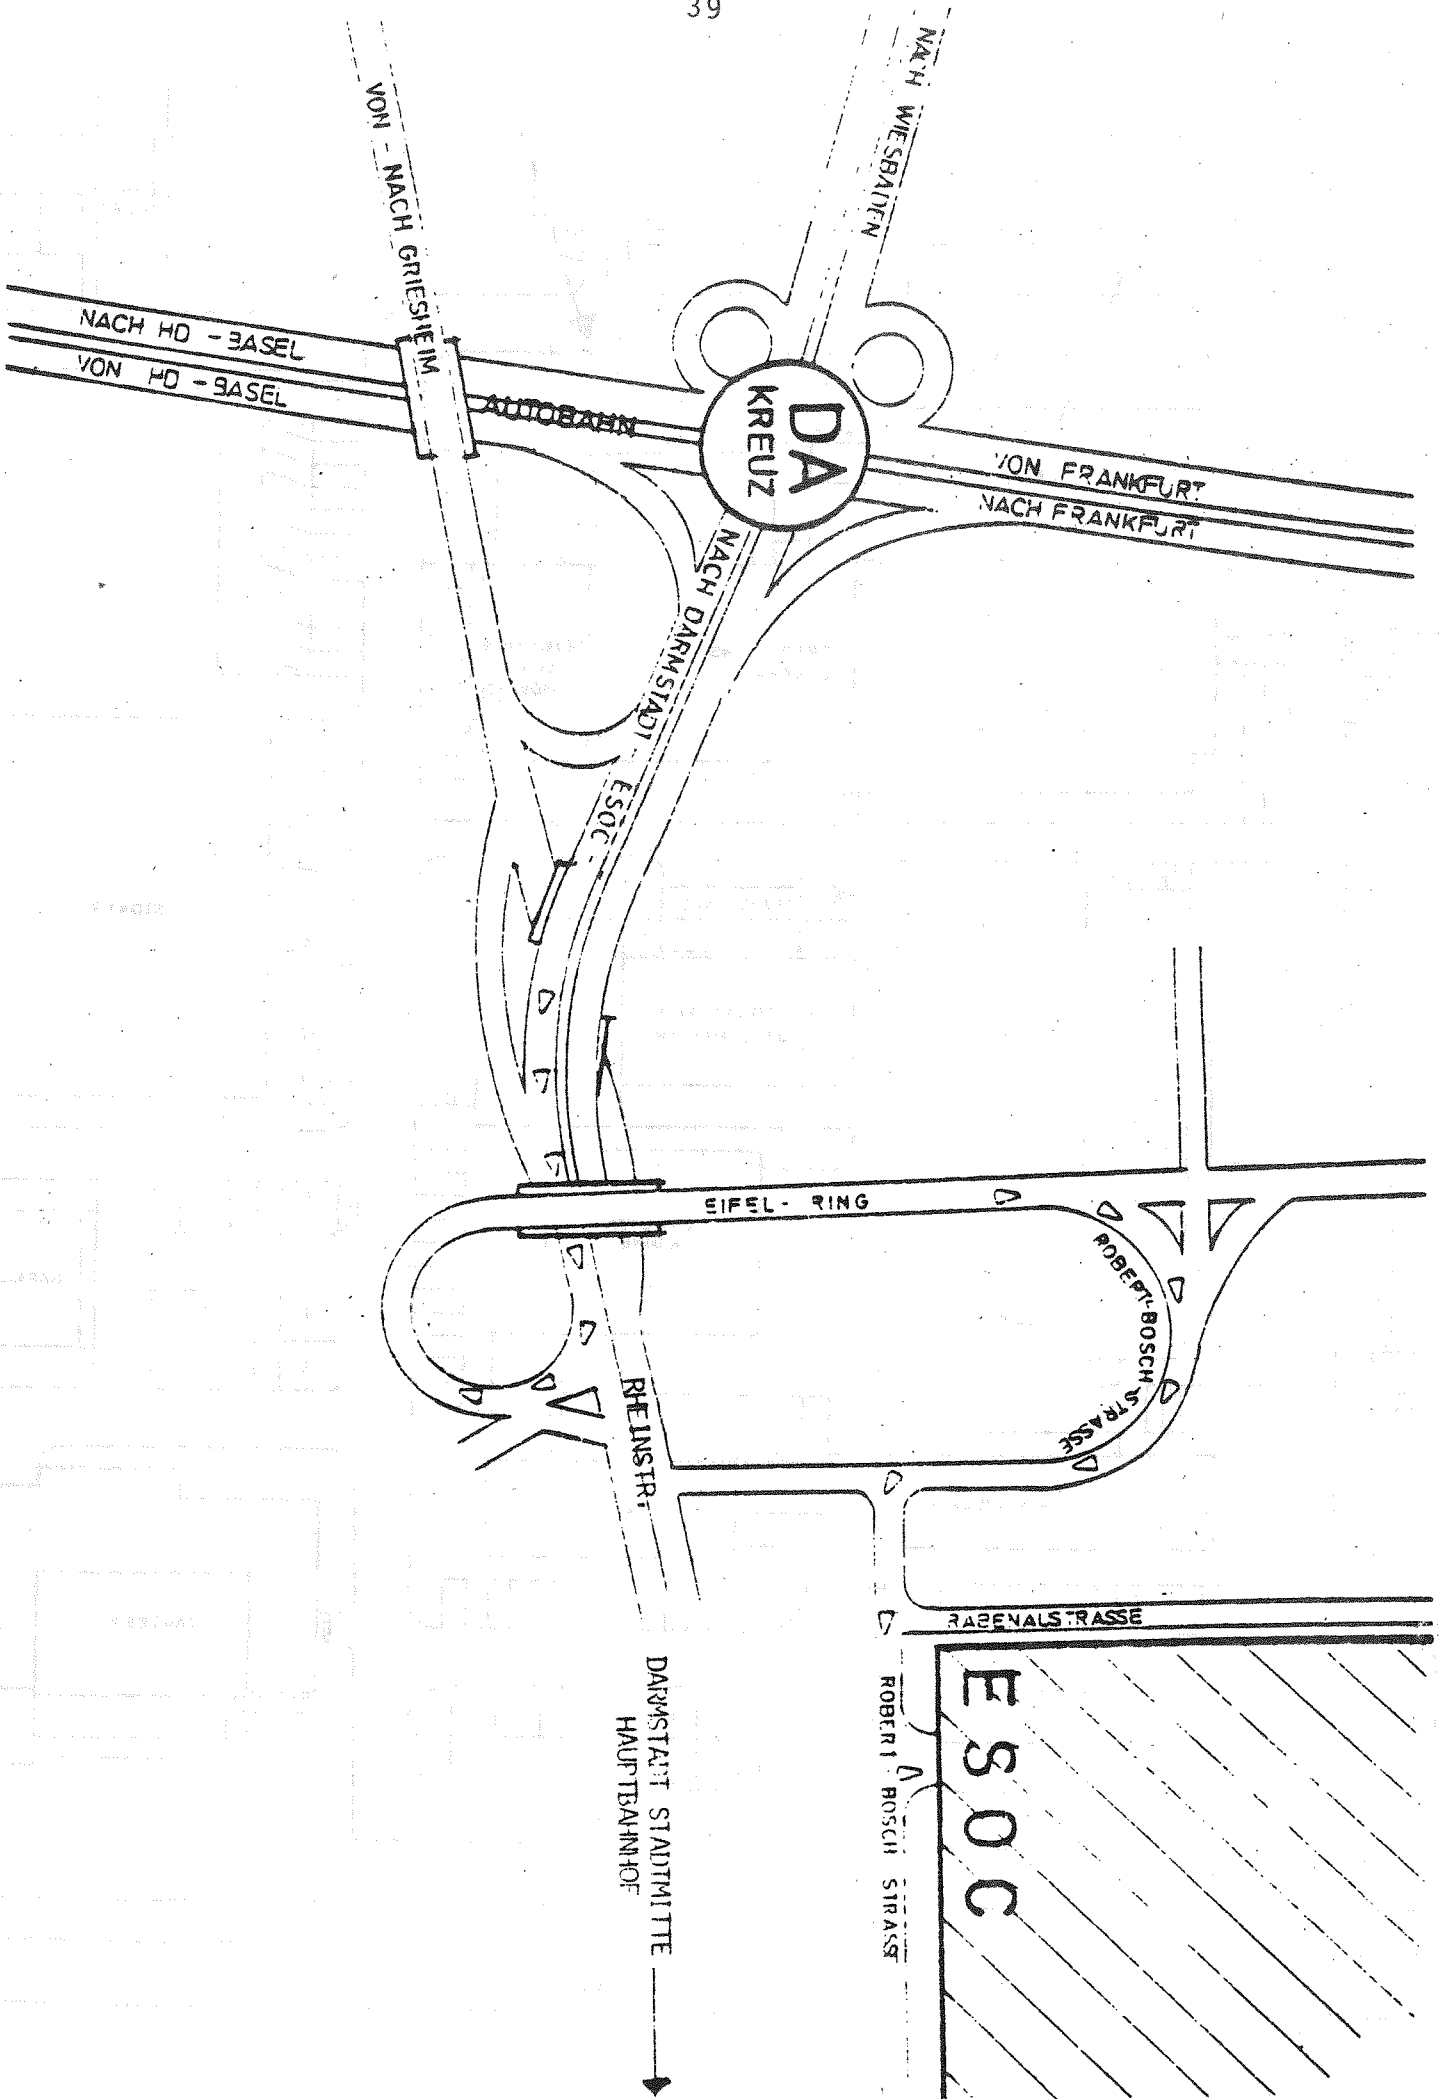 39
NACH WIESBADEN
VON - NACH GRIESHEIM
NACH HD - BASEL
VON HD - BASEL
AUTOBAHN
DA
KREUZ
VON FRANKFURT
NACH FRANKFURT
NACH DARMSTADT - ESOC -
EIFEL - RING
ROBERT-BOSCH STRASSE
RHEINSTR.
RABENALSTRASSE
ESOC
ROBERT BOSCH STRASSE
DARMSTADT STADTMITTE
HAUPTBAHNHOF